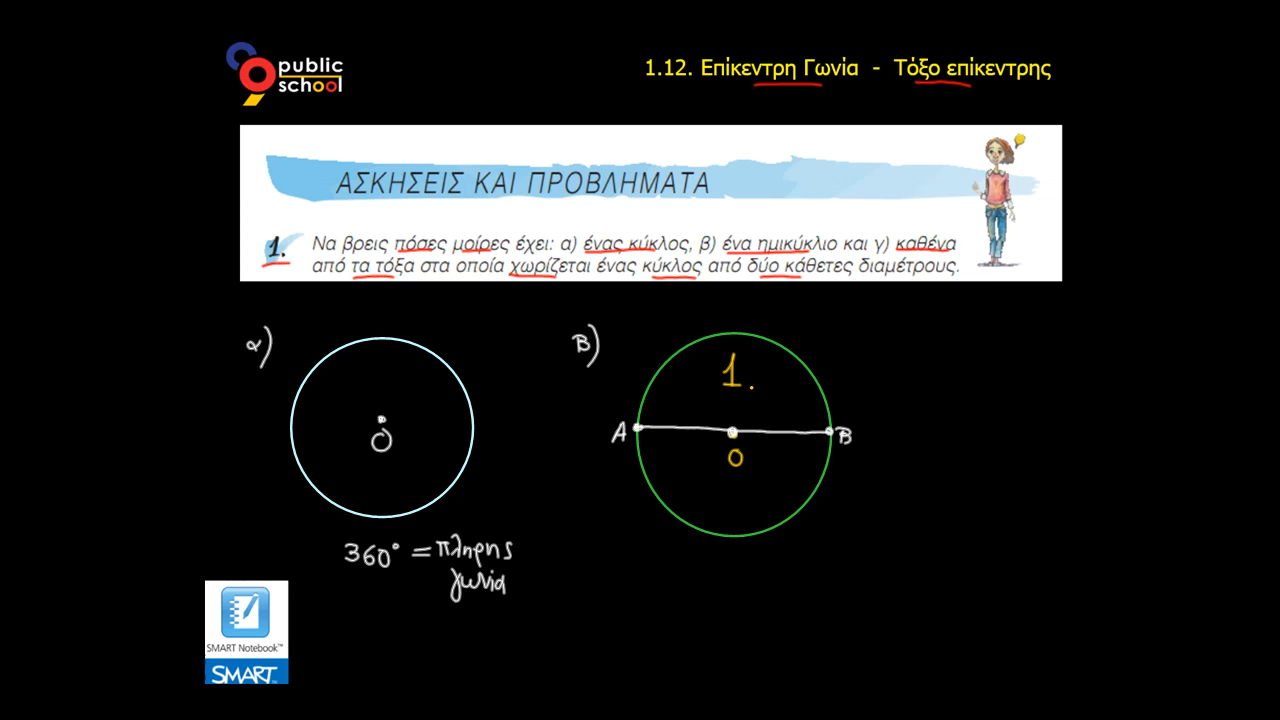 public
school
1.12. Επίκεντρη Γωνία - Τόξο επίκεντρης
ΑΣΚΗΣΕΙΣ ΚΑΙ ΠΡΟΒΛΗΜΑΤΑ
1. Να βρεις πόσες μοίρες έχει: α) ένας κύκλος, β) ένα ημικύκλιο και γ) καθένα
από τα τόξα στα οποία χωρίζεται ένας κύκλος από δύο κάθετες διαμέτρους.
α)
Ο
360° = πληρης
γωνία
Β)
1.
Α
Β
Ο
SMART Notebook™
SMART